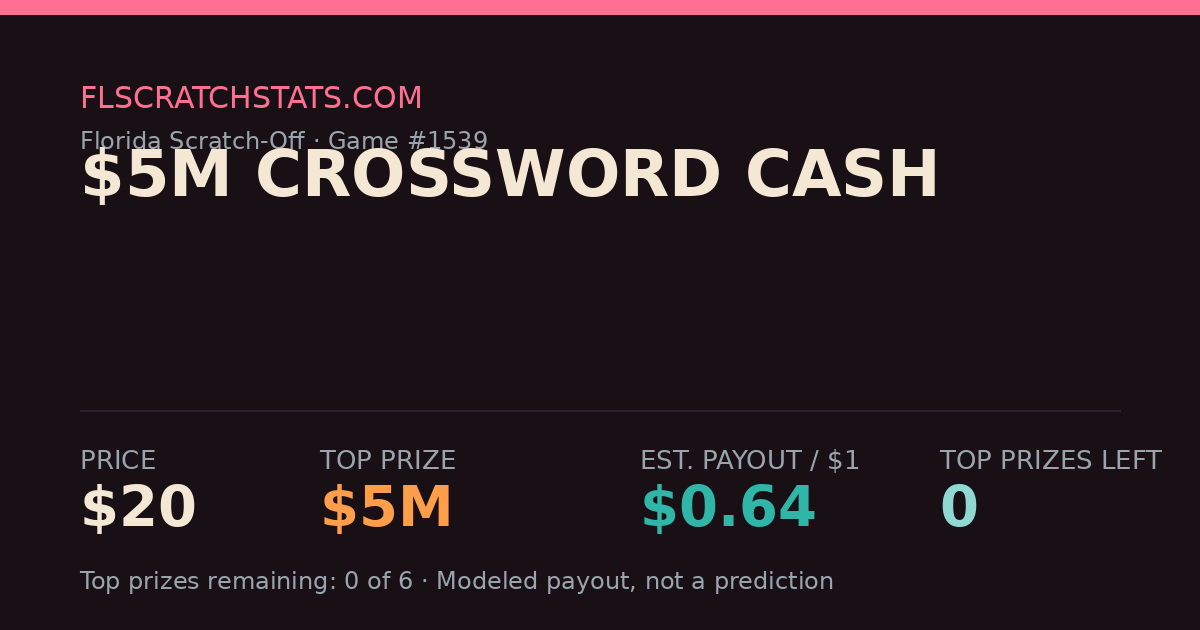 FLSCRATCHSTATS.COM
Florida Scratch-Off · Game #1539
$5M CROSSWORD CASH
PRICE
TOP PRIZE
EST. PAYOUT / $1
TOP PRIZES LEFT
$20
$5M
$0.64
0
Top prizes remaining: 0 of 6 · Modeled payout, not a prediction